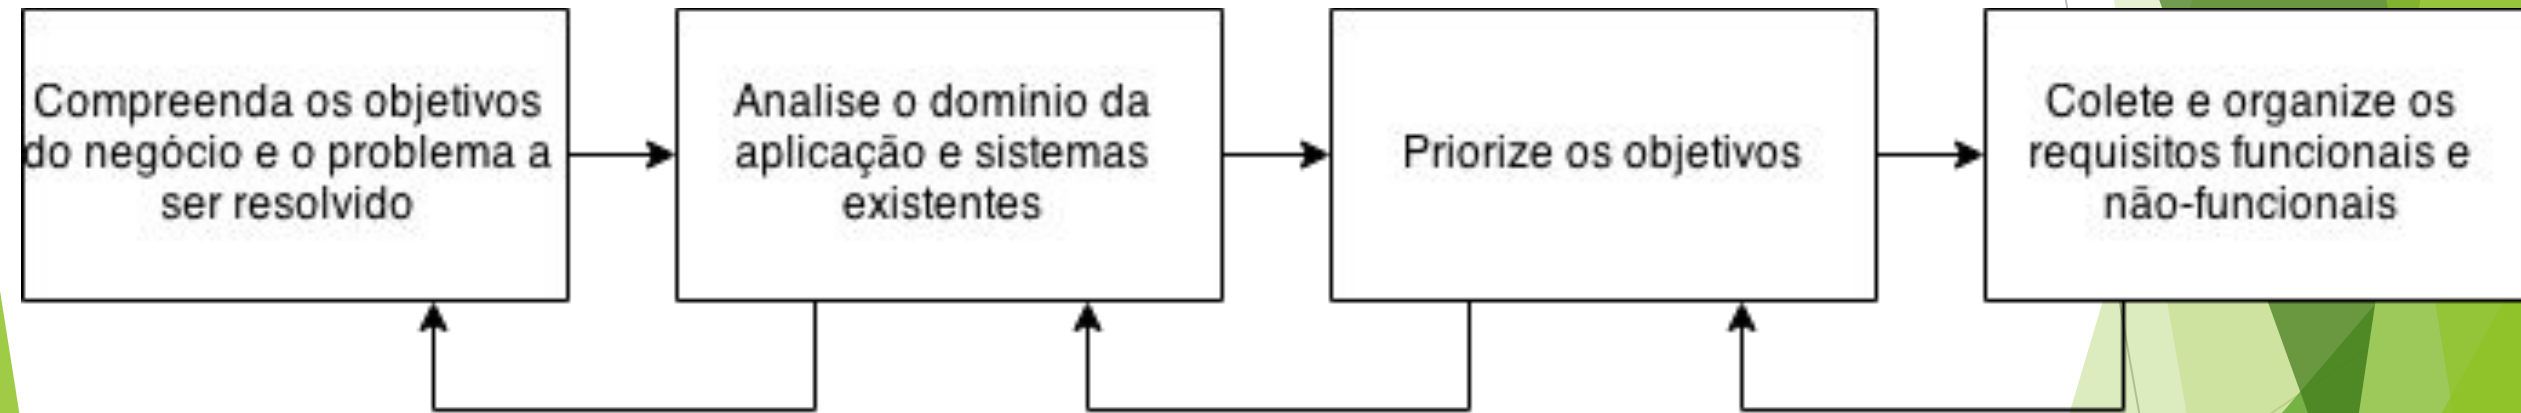 Compreenda os objetivos
do negócio e o problema a
ser resolvido
Analise o domínio da
aplicação e sistemas
existentes
Priorize os objetivos
Colete e organize os
requisitos funcionais e
não-funcionais